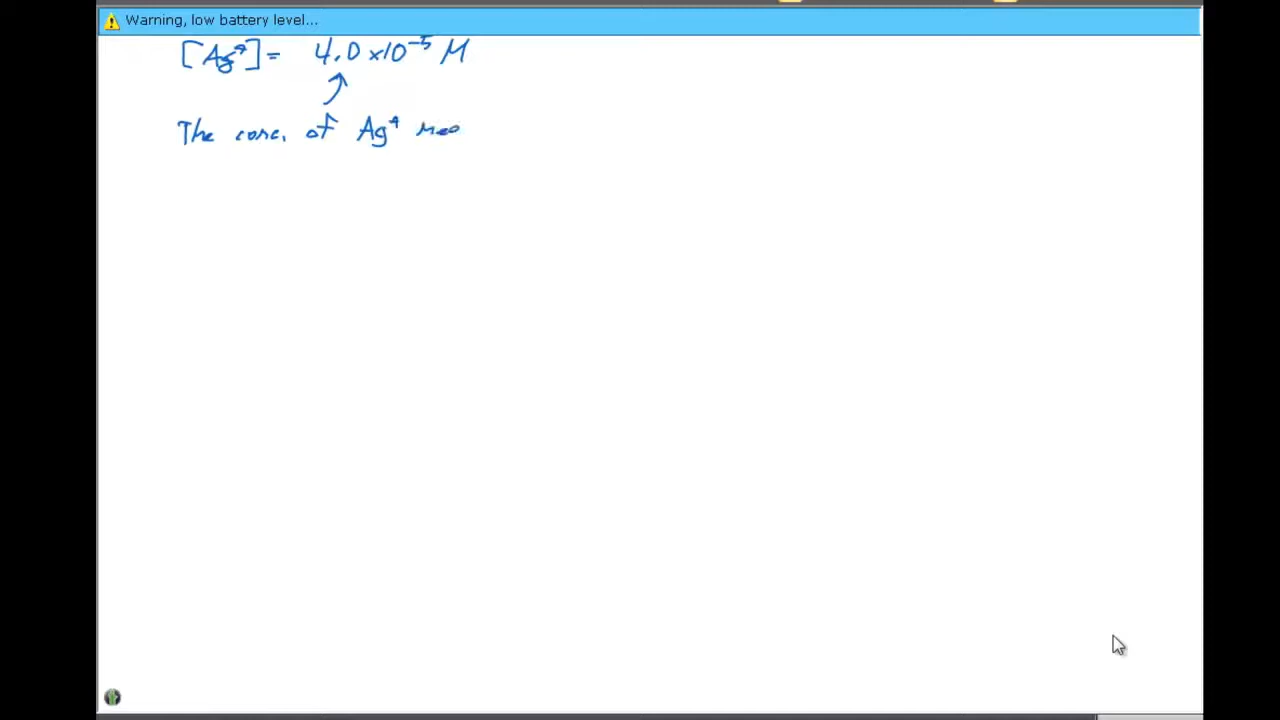 Warning, low battery level...
[Ag⁺] = 4.0 ×10⁻⁵ M
The conc. of Ag⁺